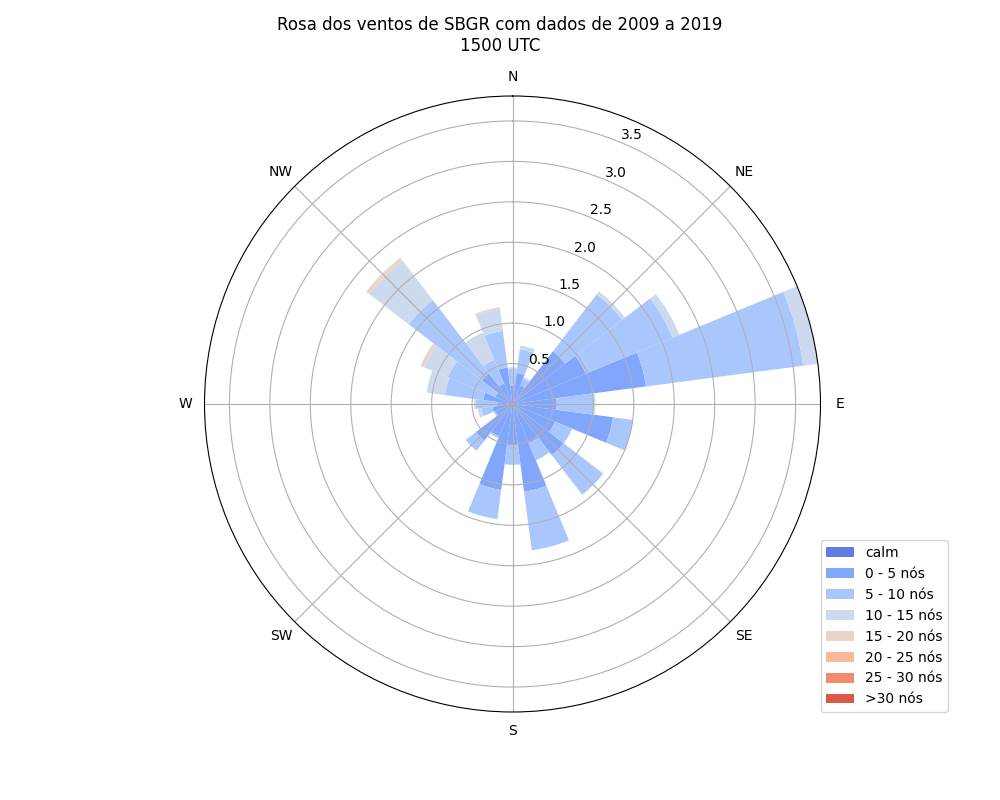 Rosa dos ventos de SBGR com dados de 2009 a 2019
1500 UTC
N
NW
NE
3.5
3.0
2.5
2.0
1.5
1.0
0.5
W
E
SW
SE
S
calm
0 - 5 nós
5 - 10 nós
10 - 15 nós
15 - 20 nós
20 - 25 nós
25 - 30 nós
>30 nós